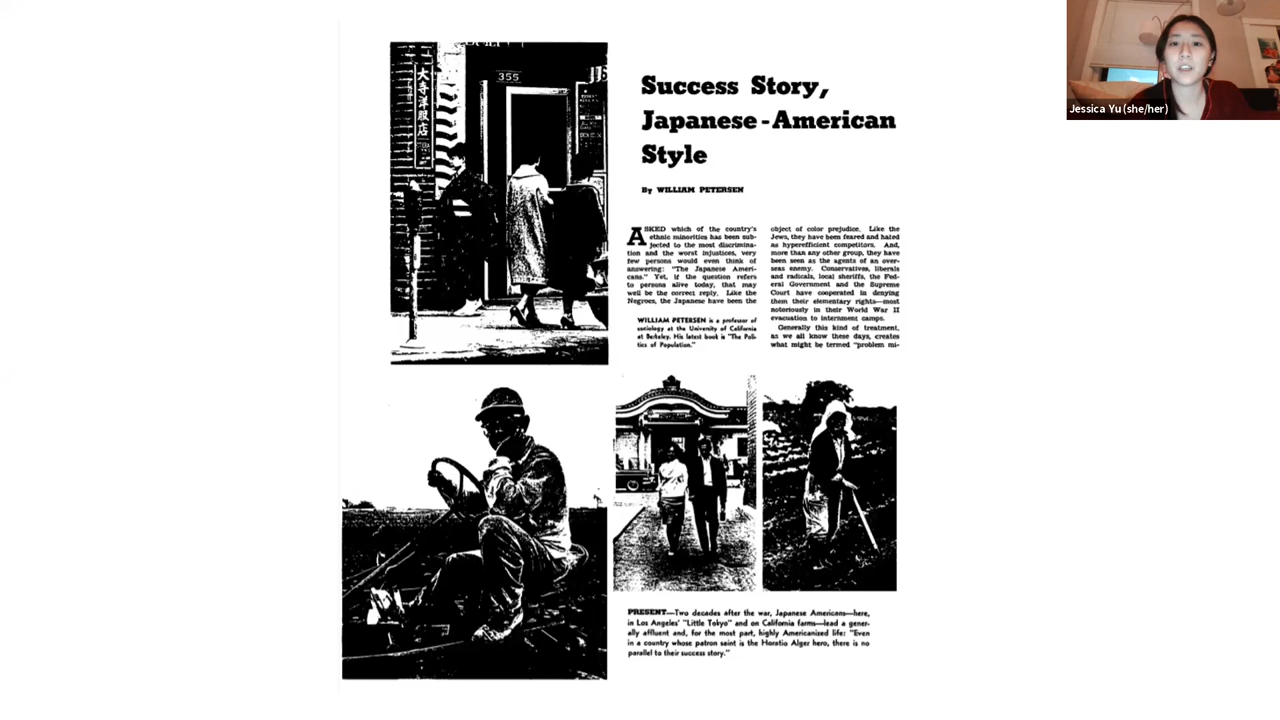 大寺洋服店
355
Success Story,
Japanese-American
Style
By WILLIAM PETERSEN
ASKED which of the country's
ethnic minorities has been sub-
jected to the most discrimina-
tion and the worst injustices, very
few persons would even think of
answering: "The Japanese Ameri-
cans." Yet, if the question refers
to persons alive today, that may
well be the correct reply. Like the
Negroes, the Japanese have been the
WILLIAM PETERSEN is a professor of
sociology at the University of California
at Berkeley. His latest book is "The Poli-
tics of Population."
object of color prejudice. Like the
Jews, they have been feared and hated
as hyperefficient competitors. And,
more than any other group, they have
been seen as the agents of an over-
seas enemy. Conservatives, liberals
and radicals, local sheriffs, the Fed-
eral Government and the Supreme
Court have cooperated in denying
them their elementary rights—most
notoriously in their World War II
evacuation to internment camps.
Generally this kind of treatment,
as we all know these days, creates
what might be termed "problem mi-
PRESENT—Two decades after the war, Japanese Americans—here,
in Los Angeles' "Little Tokyo" and on California farms—lead a gener-
ally affluent and, for the most part, highly Americanized life: "Even
in a country whose patron saint is the Horatio Alger hero, there is no
parallel to their success story."
Jessica Yu (she/her)